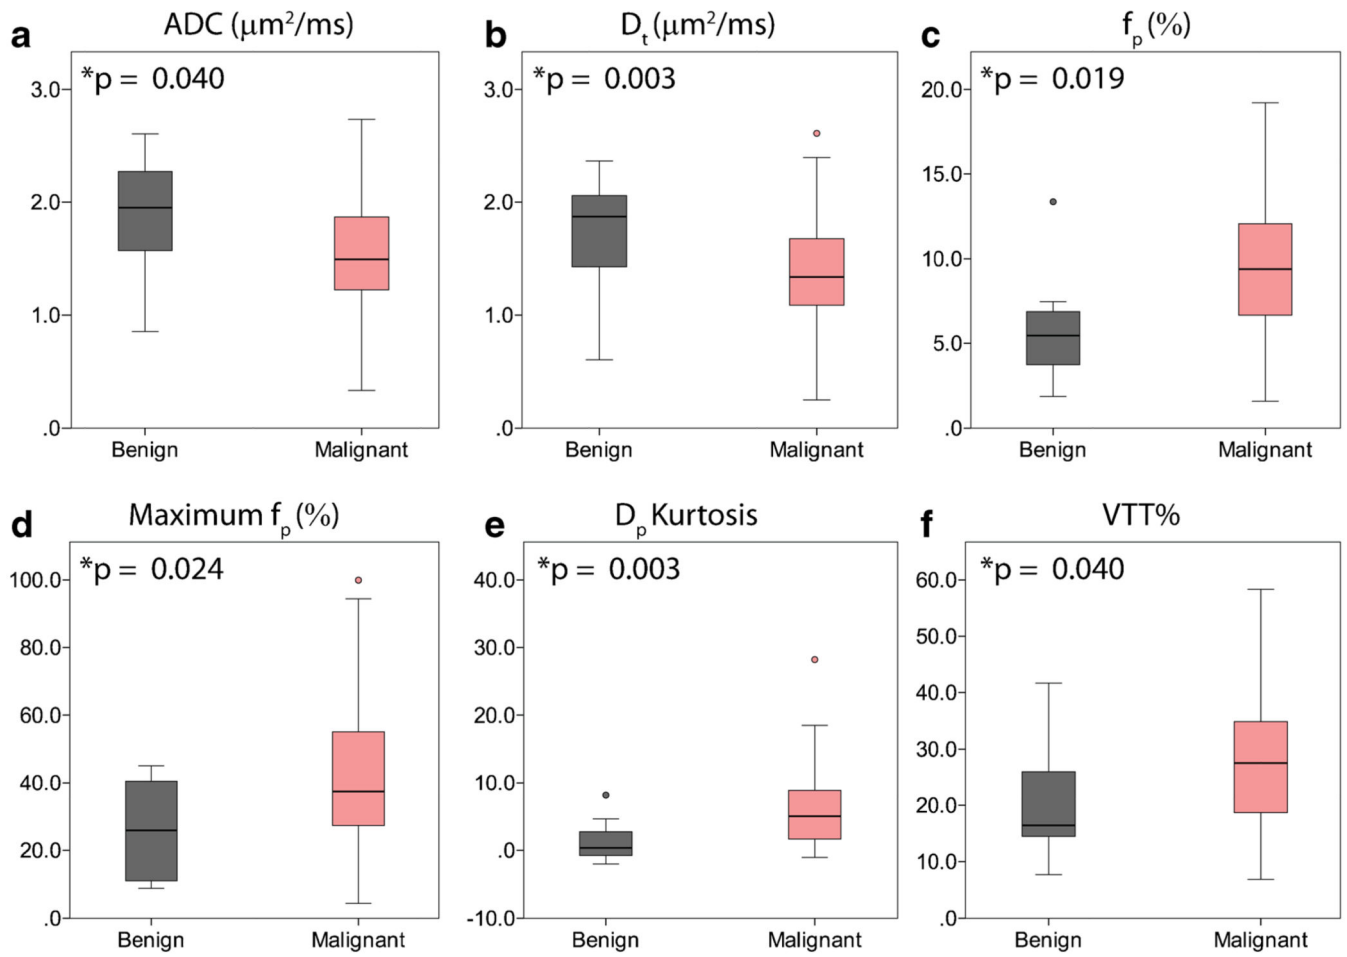 a
ADC (μm²/ms)
*p = 0.040
3.0
2.0
1.0
.0
Benign
Malignant
b
Dt (μm²/ms)
*p = 0.003
3.0
2.0
1.0
.0
Benign
Malignant
c
fp (%)
*p = 0.019
20.0
15.0
10.0
5.0
.0
Benign
Malignant
d
Maximum fp (%)
*p = 0.024
100.0
80.0
60.0
40.0
20.0
.0
Benign
Malignant
e
Dp Kurtosis
*p = 0.003
40.0
30.0
20.0
10.0
.0
-10.0
Benign
Malignant
f
VTT%
*p = 0.040
60.0
50.0
40.0
30.0
20.0
10.0
.0
Benign
Malignant